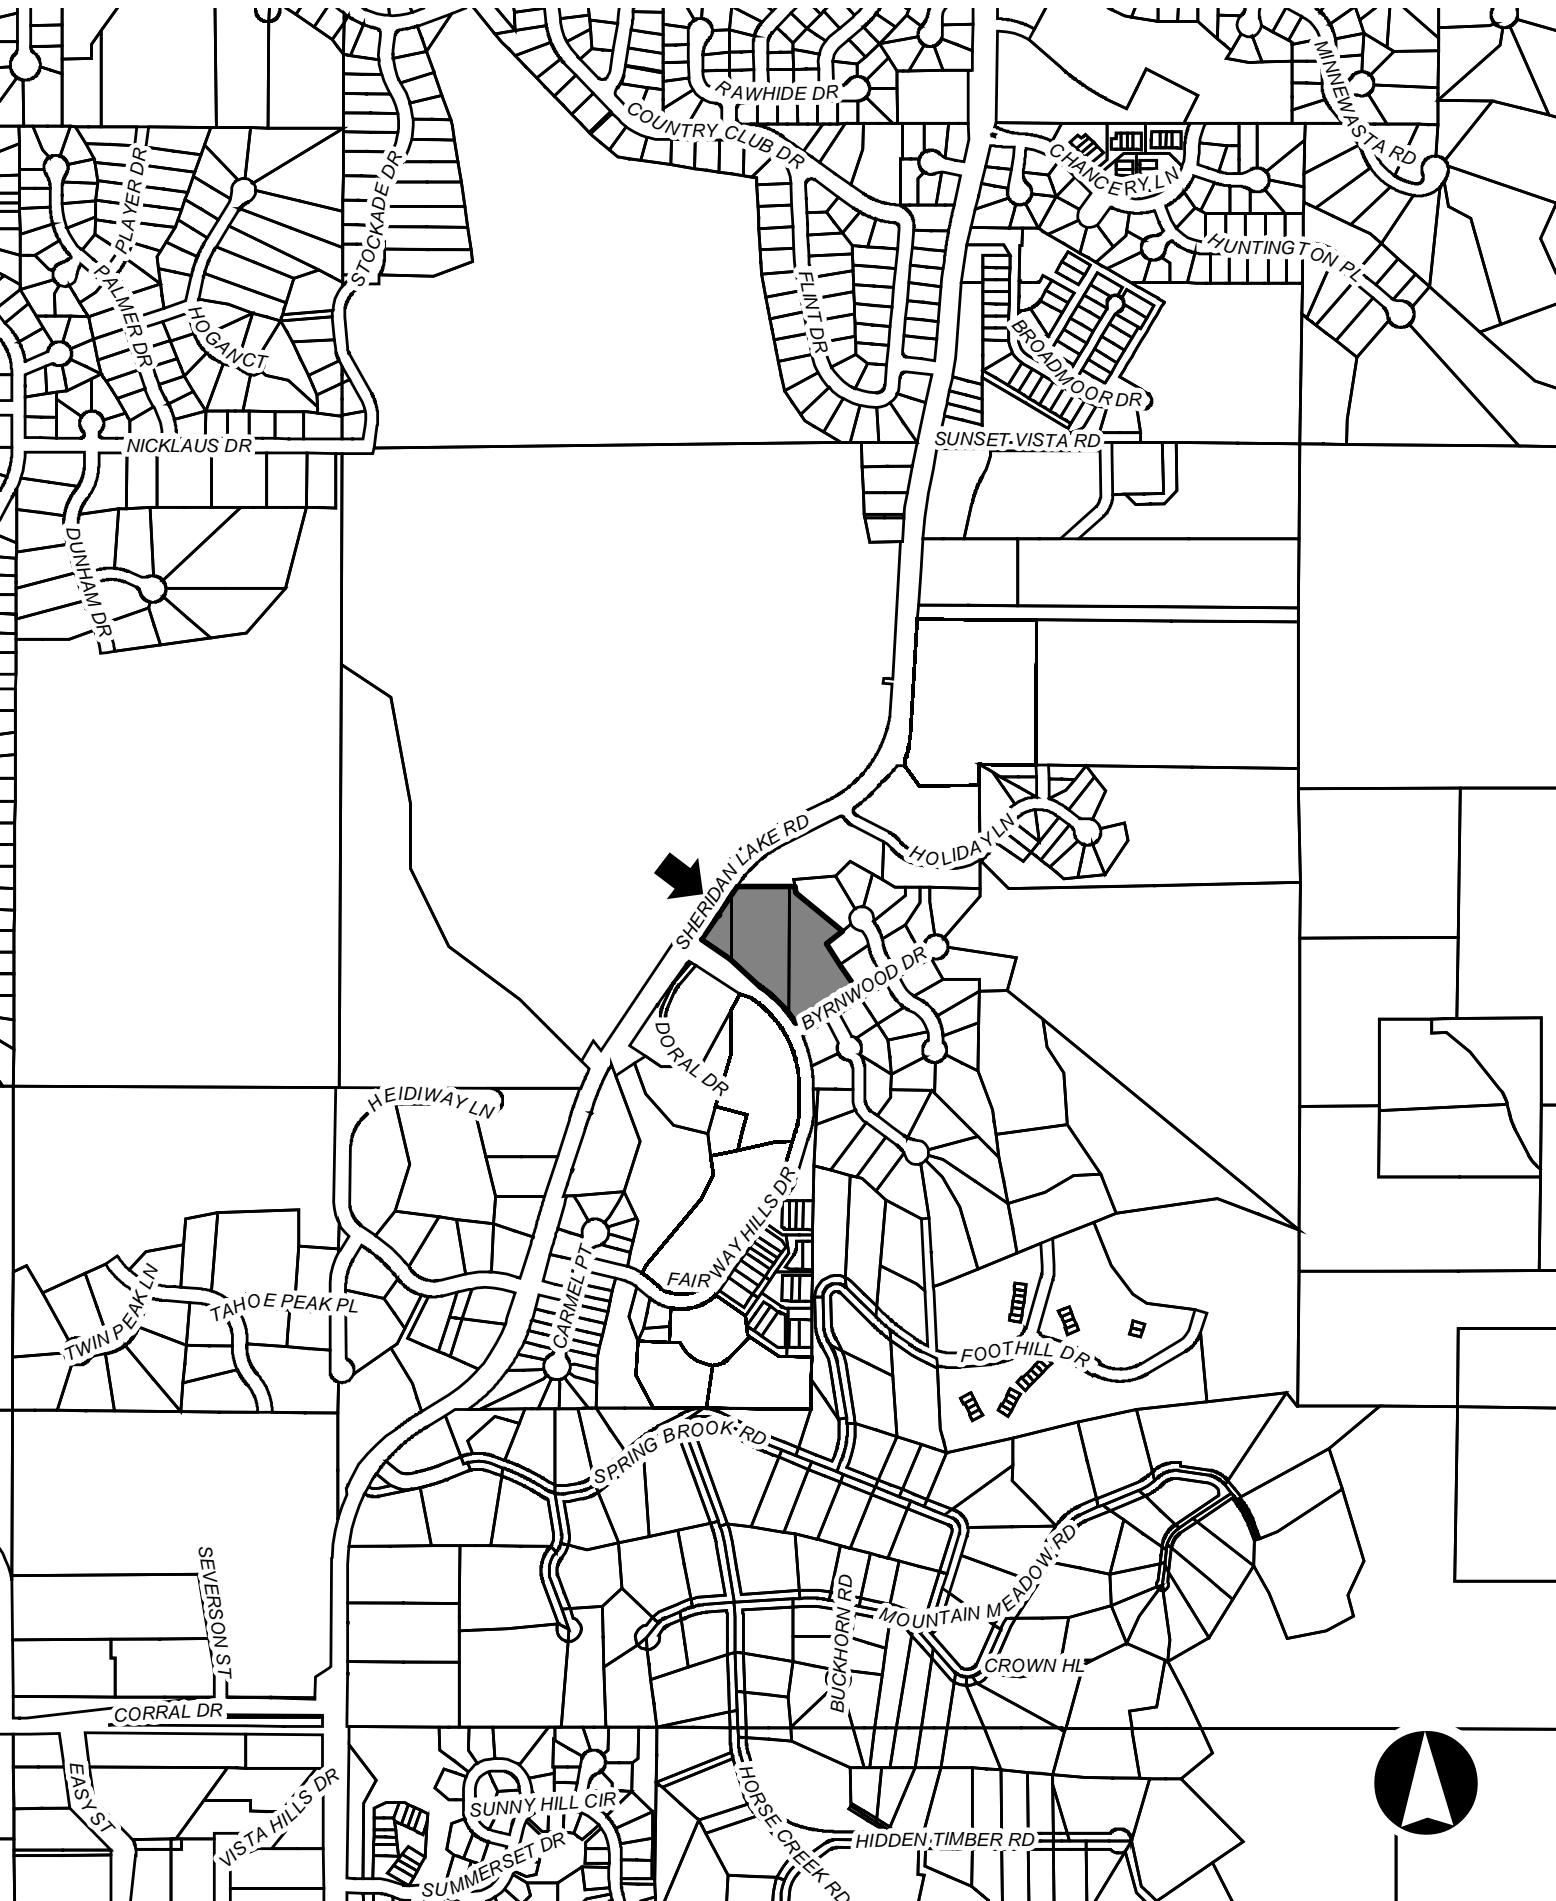 RAWHIDE DR
COUNTRY CLUB DR
MINNEWASTA RD
CHANCERY LN
PLAYER DR
STOCKADE DR
HUNTINGTON PL
PALMER DR
FLINT DR
HOGAN CT
BROADMOOR DR
NICKLAUS DR
SUNSET VISTA RD
DUNHAM DR
SHERIDAN LAKE RD
HOLIDAY LN
BYRNWOOD DR
DORAL DR
HEIDIWAY LN
FAIRWAY HILLS DR
CARMEL PT
TWIN PEAK LN
TAHOE PEAK PL
FOOTHILL DR
SPRING BROOK RD
SEVERSON ST
MOUNTAIN MEADOW RD
BUCKHORN RD
CROWN HL
CORRAL DR
EASY ST
VISTA HILLS DR
SUNNY HILL CIR
SUMMERSET DR
HORSE CREEK RD
HIDDEN TIMBER RD